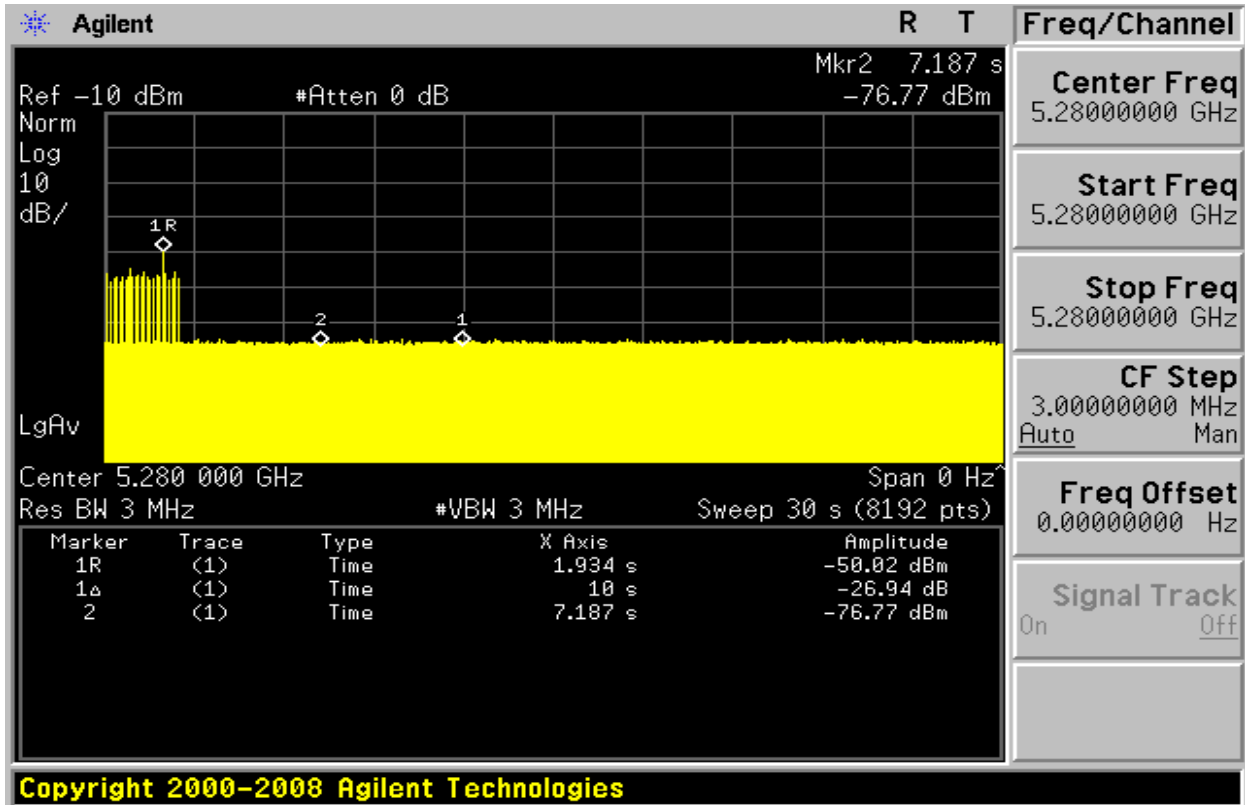 Agilent R T Freq/Channel
Mkr2 7.187 s
Ref -10 dBm #Atten 0 dB -76.77 dBm
Norm
Log
10
dB/
1R
2 1
LgAv
Center 5.280 000 GHz Span 0 Hz^
Res BW 3 MHz #VBW 3 MHz Sweep 30 s (8192 pts)
Marker Trace Type X Axis Amplitude
1R (1) Time 1.934 s -50.02 dBm
1Δ (1) Time 10 s -26.94 dB
2 (1) Time 7.187 s -76.77 dBm
Center Freq
5.28000000 GHz
Start Freq
5.28000000 GHz
Stop Freq
5.28000000 GHz
CF Step
3.00000000 MHz
Auto Man
Freq Offset
0.00000000 Hz
Signal Track
On Off
Copyright 2000-2008 Agilent Technologies